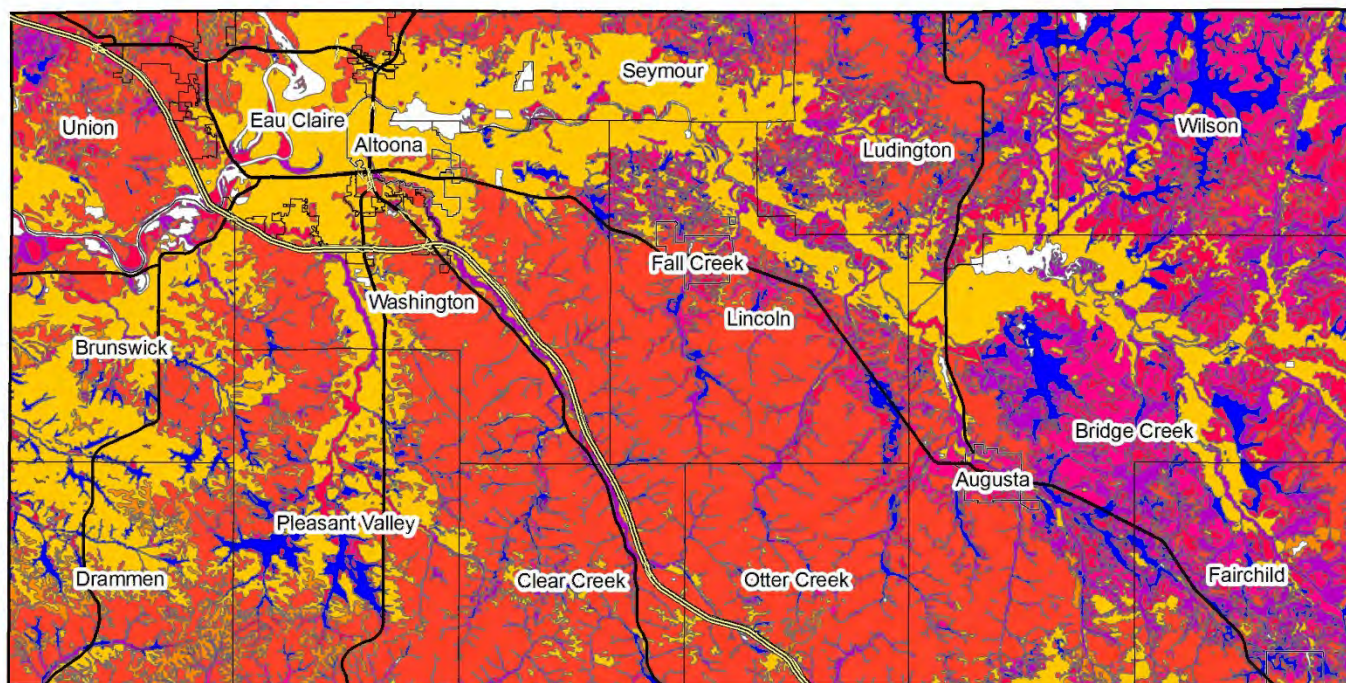 Seymour
Union
Eau Claire
Altoona
Ludington
Wilson
Fall Creek
Washington
Lincoln
Brunswick
Bridge Creek
Augusta
Pleasant Valley
Drammen
Clear Creek
Otter Creek
Fairchild